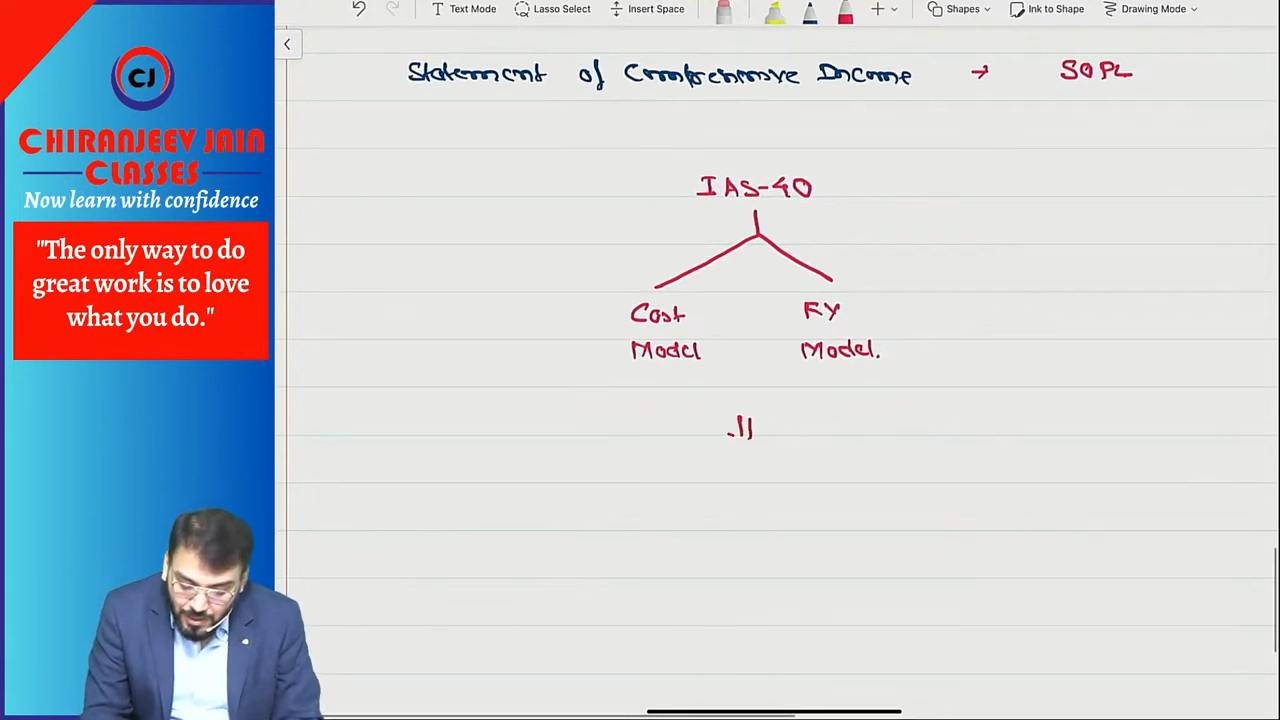 Text Mode Lasso Select Insert Space Shapes Ink to Shape Drawing Mode
CJ
CHIRANJEEV JAIN
CLASSES
Now learn with confidence
"The only way to do
great work is to love
what you do."
Statement of Comprensive Income → SOPL
IAS-40
Cost FV
Model Model.